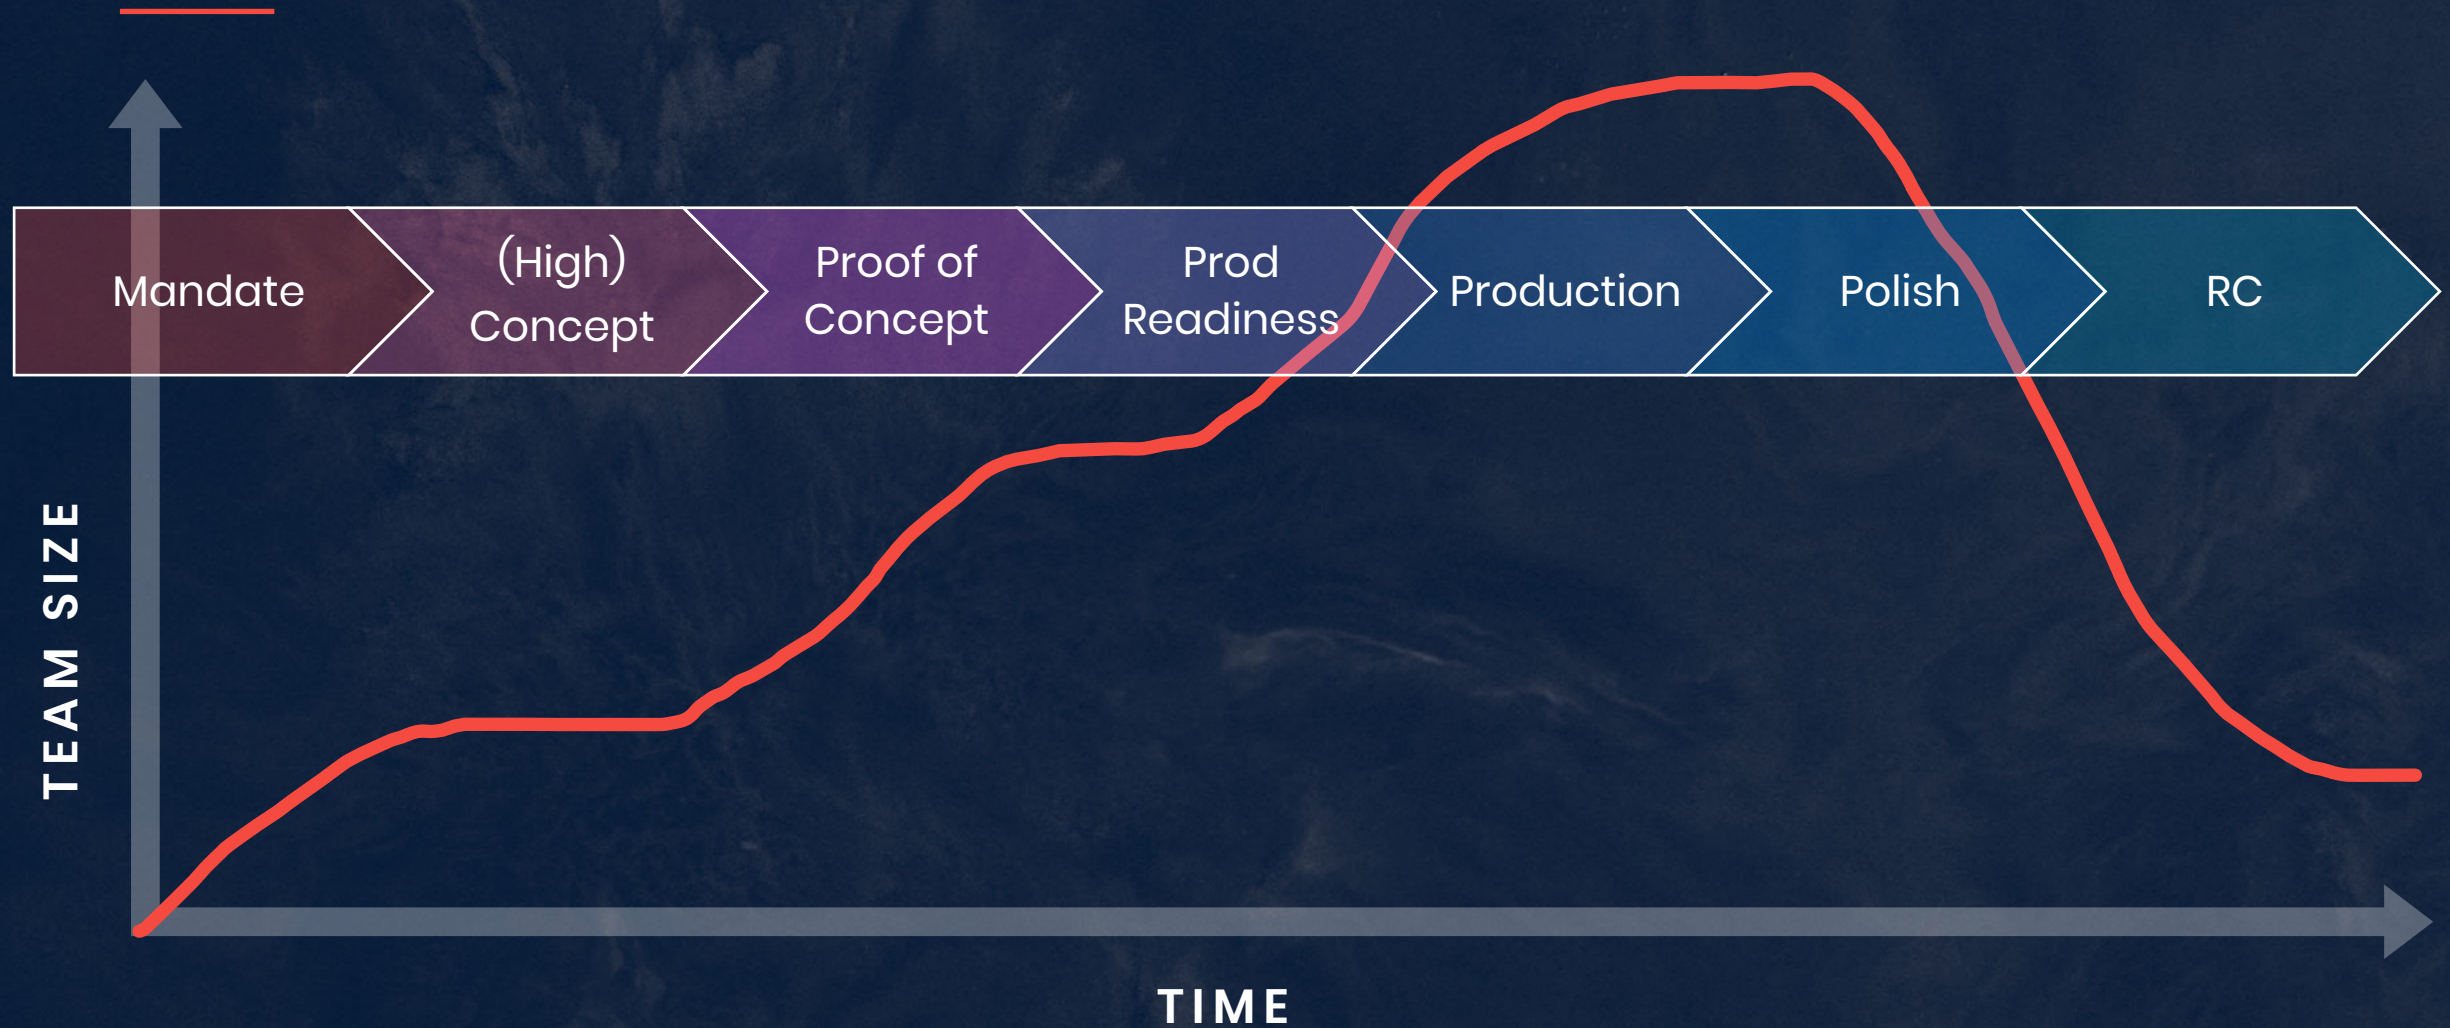 Mandate
(High)
Concept
Proof of
Concept
Prod
Readiness
Production
Polish
RC
TEAM SIZE
TIME